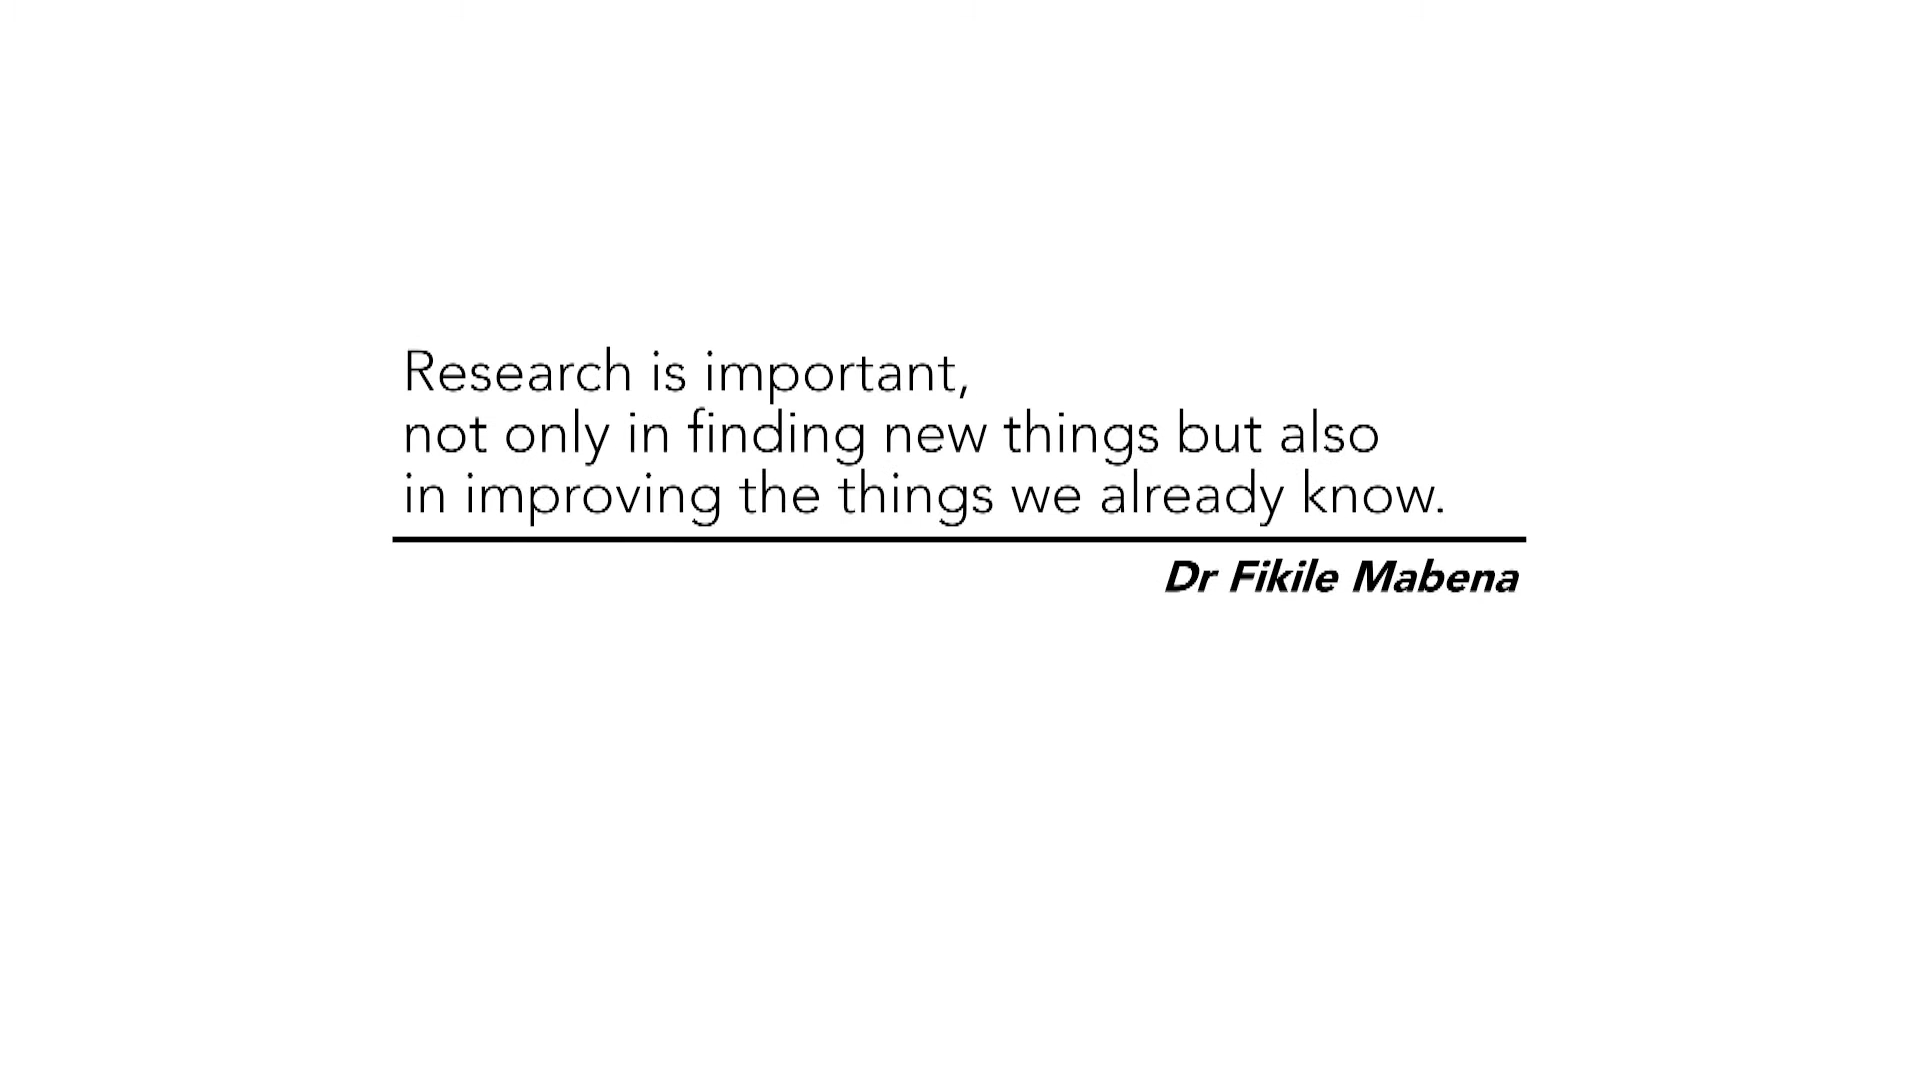 Research is important,
not only in finding new things but also
in improving the things we already know.
Dr Fikile Mabena